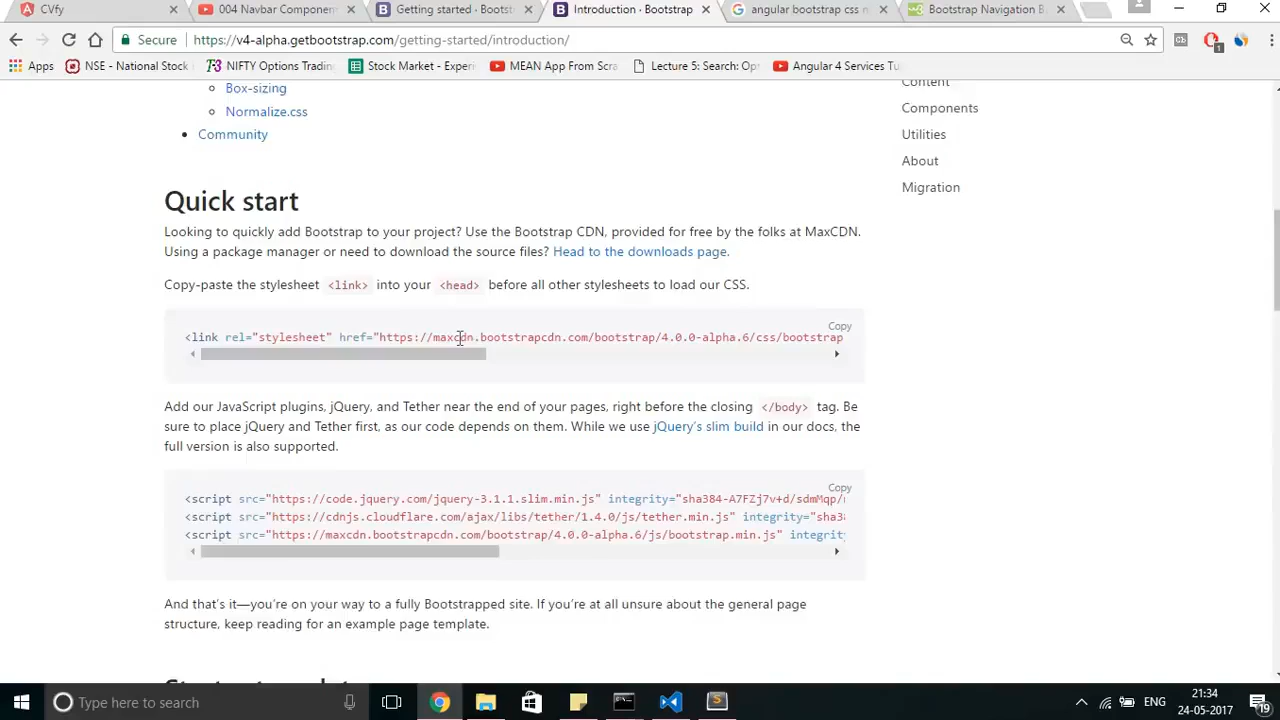 CVfy
004 Navbar Componen
Getting started · Bootst
Introduction · Bootstrap
angular bootstrap css n
Bootstrap Navigation B
Secure
https://v4-alpha.getbootstrap.com/getting-started/introduction/
1
Apps
NSE - National Stock
NIFTY Options Tradin
Stock Market - Exper
MEAN App From Scra
Lecture 5: Search: Op
Angular 4 Services Tu
Box-sizing
Normalize.css
Community
Content
Components
Utilities
About
Migration
Quick start
Looking to quickly add Bootstrap to your project? Use the Bootstrap CDN, provided for free by the folks at MaxCDN.
Using a package manager or need to download the source files? Head to the downloads page.
Copy-paste the stylesheet <link> into your <head> before all other stylesheets to load our CSS.
Copy
<link rel="stylesheet" href="https://maxcdn.bootstrapcdn.com/bootstrap/4.0.0-alpha.6/css/bootstrap
Add our JavaScript plugins, jQuery, and Tether near the end of your pages, right before the closing </body> tag. Be
sure to place jQuery and Tether first, as our code depends on them. While we use jQuery's slim build in our docs, the
full version is also supported.
Copy
<script src="https://code.jquery.com/jquery-3.1.1.slim.min.js" integrity="sha384-A7FZj7v+d/sdmMqp/
<script src="https://cdnjs.cloudflare.com/ajax/libs/tether/1.4.0/js/tether.min.js" integrity="sha3
<script src="https://maxcdn.bootstrapcdn.com/bootstrap/4.0.0-alpha.6/js/bootstrap.min.js" integrit
And that's it—you're on your way to a fully Bootstrapped site. If you're at all unsure about the general page
structure, keep reading for an example page template.
Type here to search
ENG
21:34
24-05-2017
19